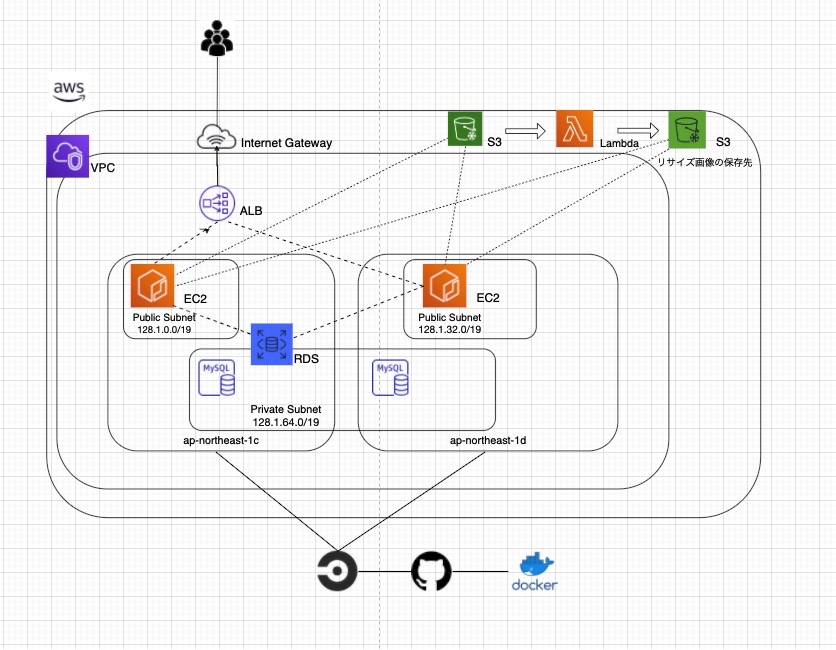 aws
Internet Gateway
S3
Lambda
S3
リサイズ画像の保存先
VPC
ALB
EC2
Public Subnet
128.1.0.0/19
EC2
Public Subnet
128.1.32.0/19
RDS
MySQL
MySQL
Private Subnet
128.1.64.0/19
ap-northeast-1c
ap-northeast-1d
docker